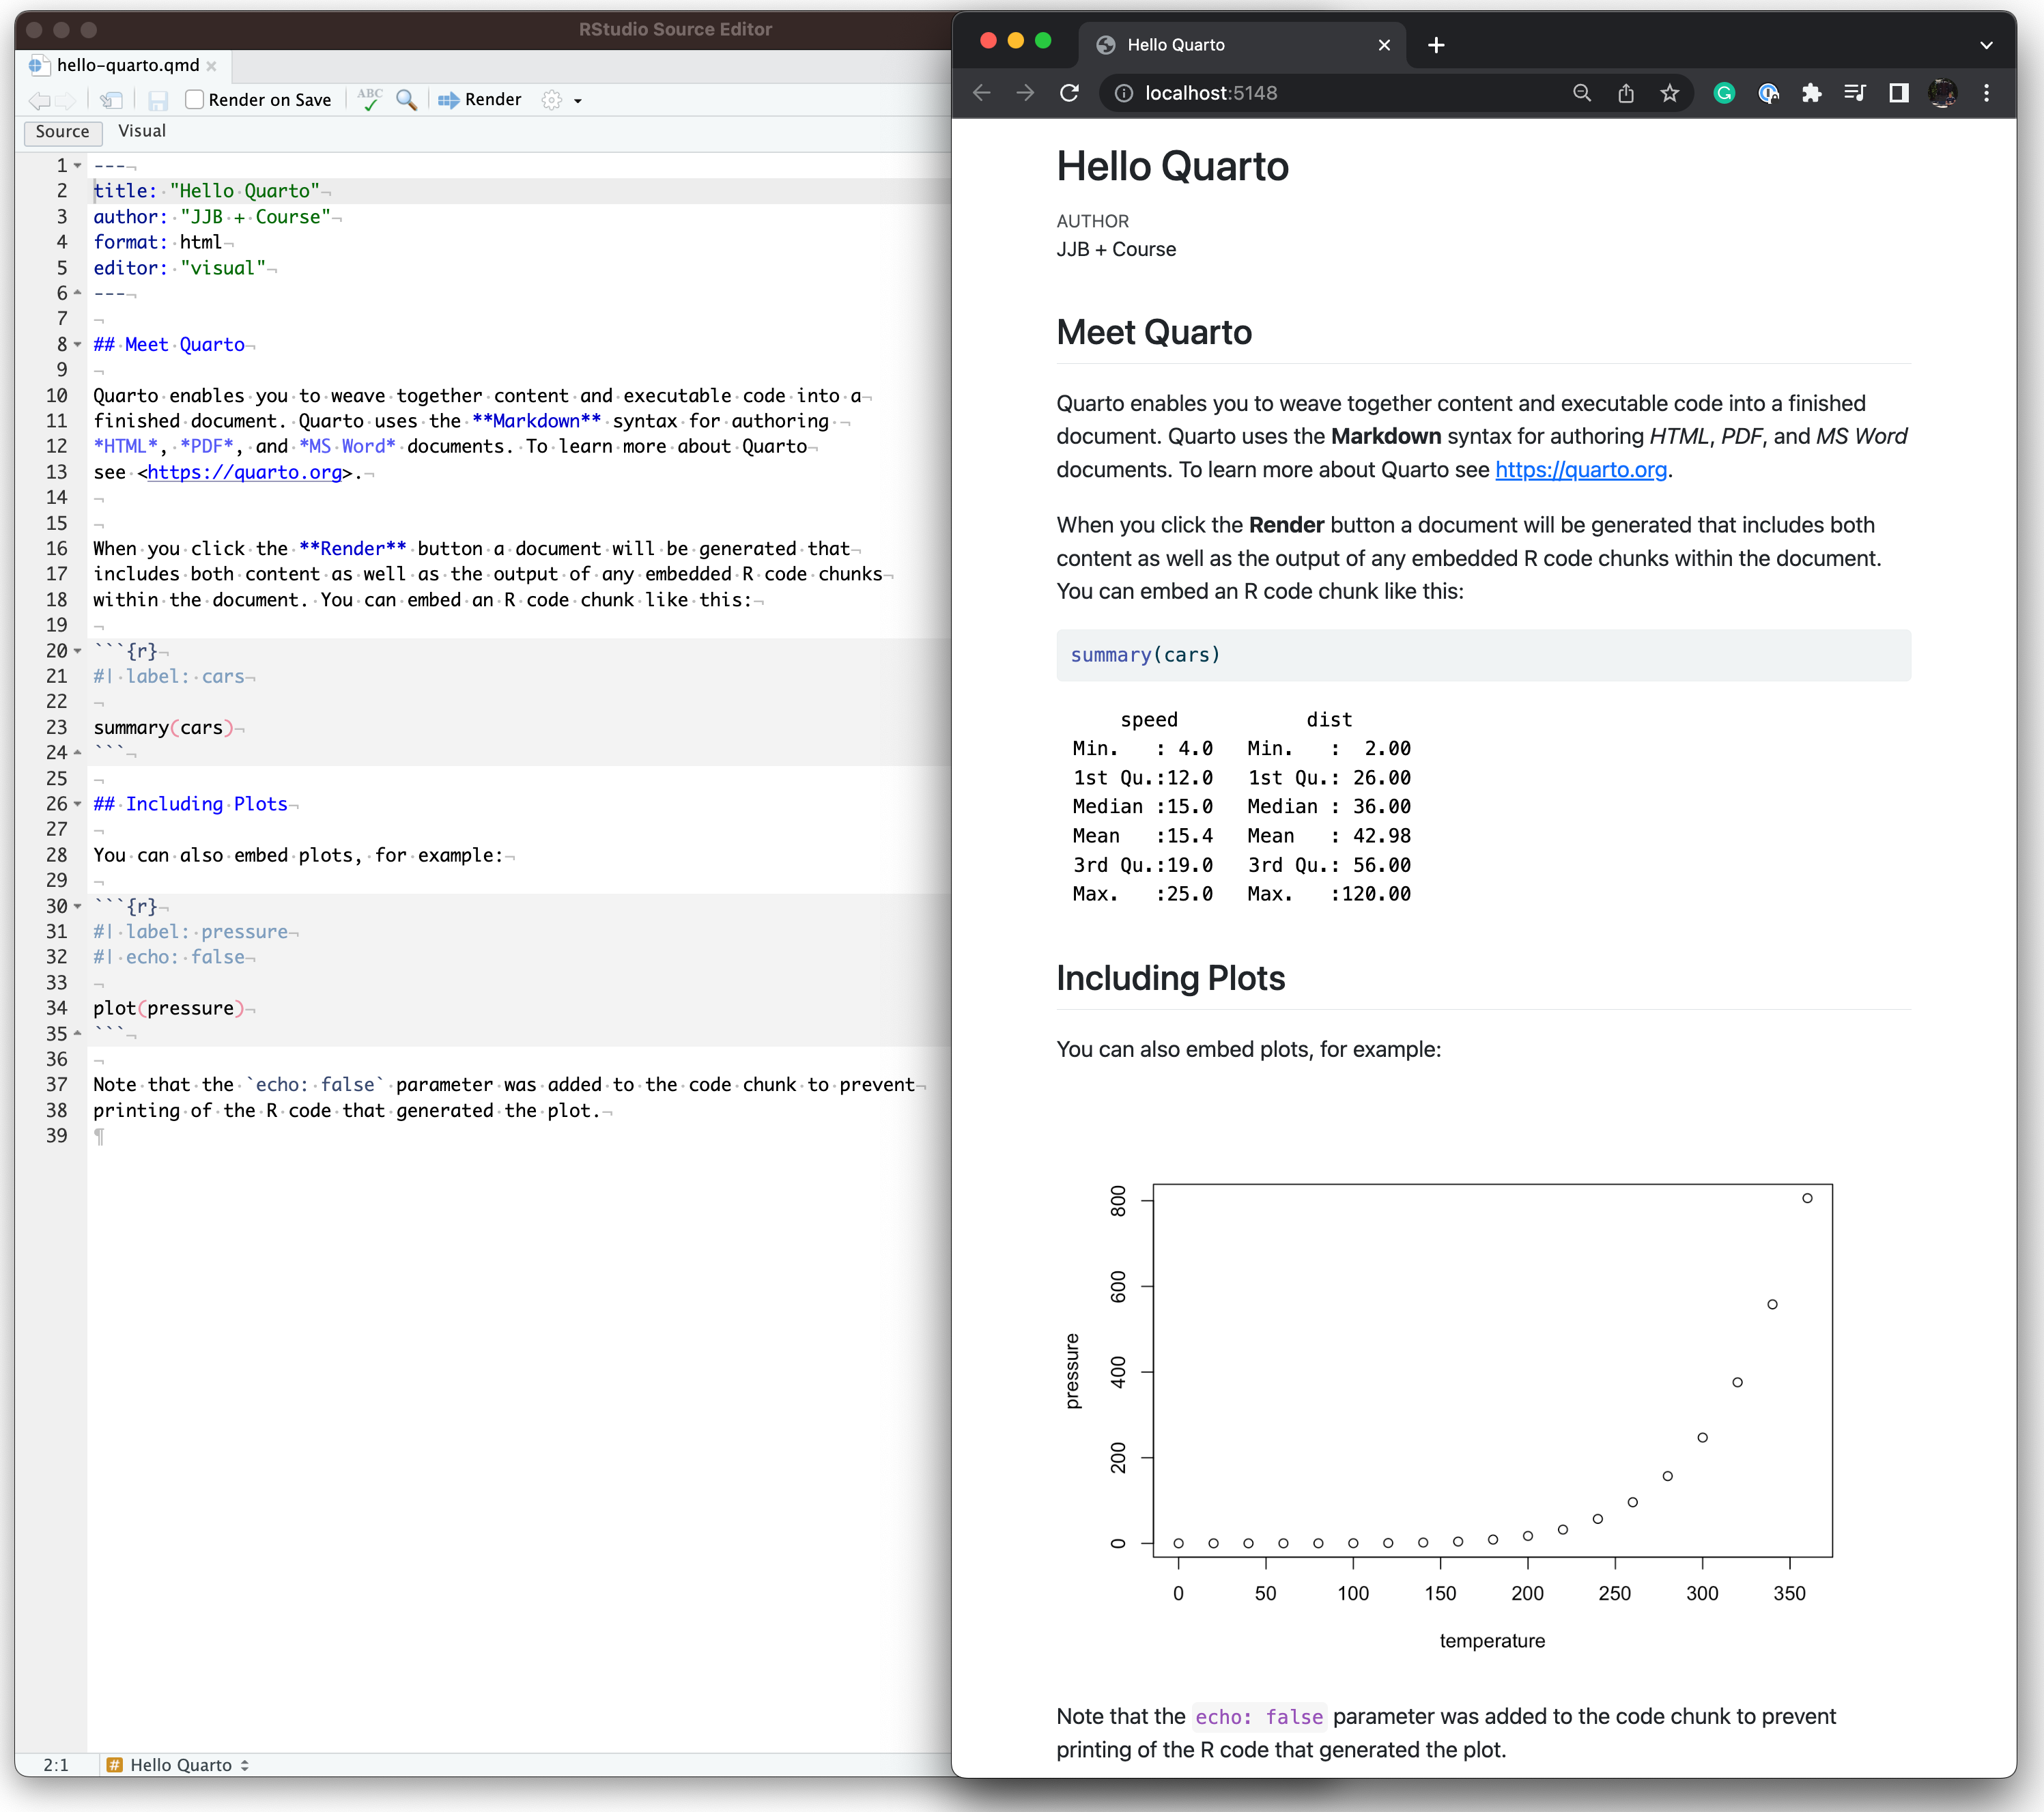 RStudio Source Editor
hello-quarto.qmd
Render on Save
ABC
Render
Source Visual
1 ---
2 title: "Hello Quarto"
3 author: "JJB + Course"
4 format: html
5 editor: "visual"
6 ---
7
8 ## Meet Quarto
9
10 Quarto enables you to weave together content and executable code into a
11 finished document. Quarto uses the **Markdown** syntax for authoring
12 *HTML*, *PDF*, and *MS Word* documents. To learn more about Quarto
13 see <https://quarto.org>.
14
15
16 When you click the **Render** button a document will be generated that
17 includes both content as well as the output of any embedded R code chunks
18 within the document. You can embed an R code chunk like this:
19
20 ```{r}
21 #| label: cars
22
23 summary(cars)
24 ```
25
26 ## Including Plots
27
28 You can also embed plots, for example:
29
30 ```{r}
31 #| label: pressure
32 #| echo: false
33
34 plot(pressure)
35 ```
36
37 Note that the `echo: false` parameter was added to the code chunk to prevent
38 printing of the R code that generated the plot.
39 ¶
2:1 # Hello Quarto
Hello Quarto
localhost:5148
Hello Quarto
AUTHOR
JJB + Course
Meet Quarto
Quarto enables you to weave together content and executable code into a finished
document. Quarto uses the Markdown syntax for authoring HTML, PDF, and MS Word
documents. To learn more about Quarto see https://quarto.org.
When you click the Render button a document will be generated that includes both
content as well as the output of any embedded R code chunks within the document.
You can embed an R code chunk like this:
summary(cars)
speed dist
Min. : 4.0 Min. : 2.00
1st Qu.:12.0 1st Qu.: 26.00
Median :15.0 Median : 36.00
Mean :15.4 Mean : 42.98
3rd Qu.:19.0 3rd Qu.: 56.00
Max. :25.0 Max. :120.00
Including Plots
You can also embed plots, for example:
800
600
400
200
0
pressure
0 50 100 150 200 250 300 350
temperature
Note that the echo: false parameter was added to the code chunk to prevent
printing of the R code that generated the plot.